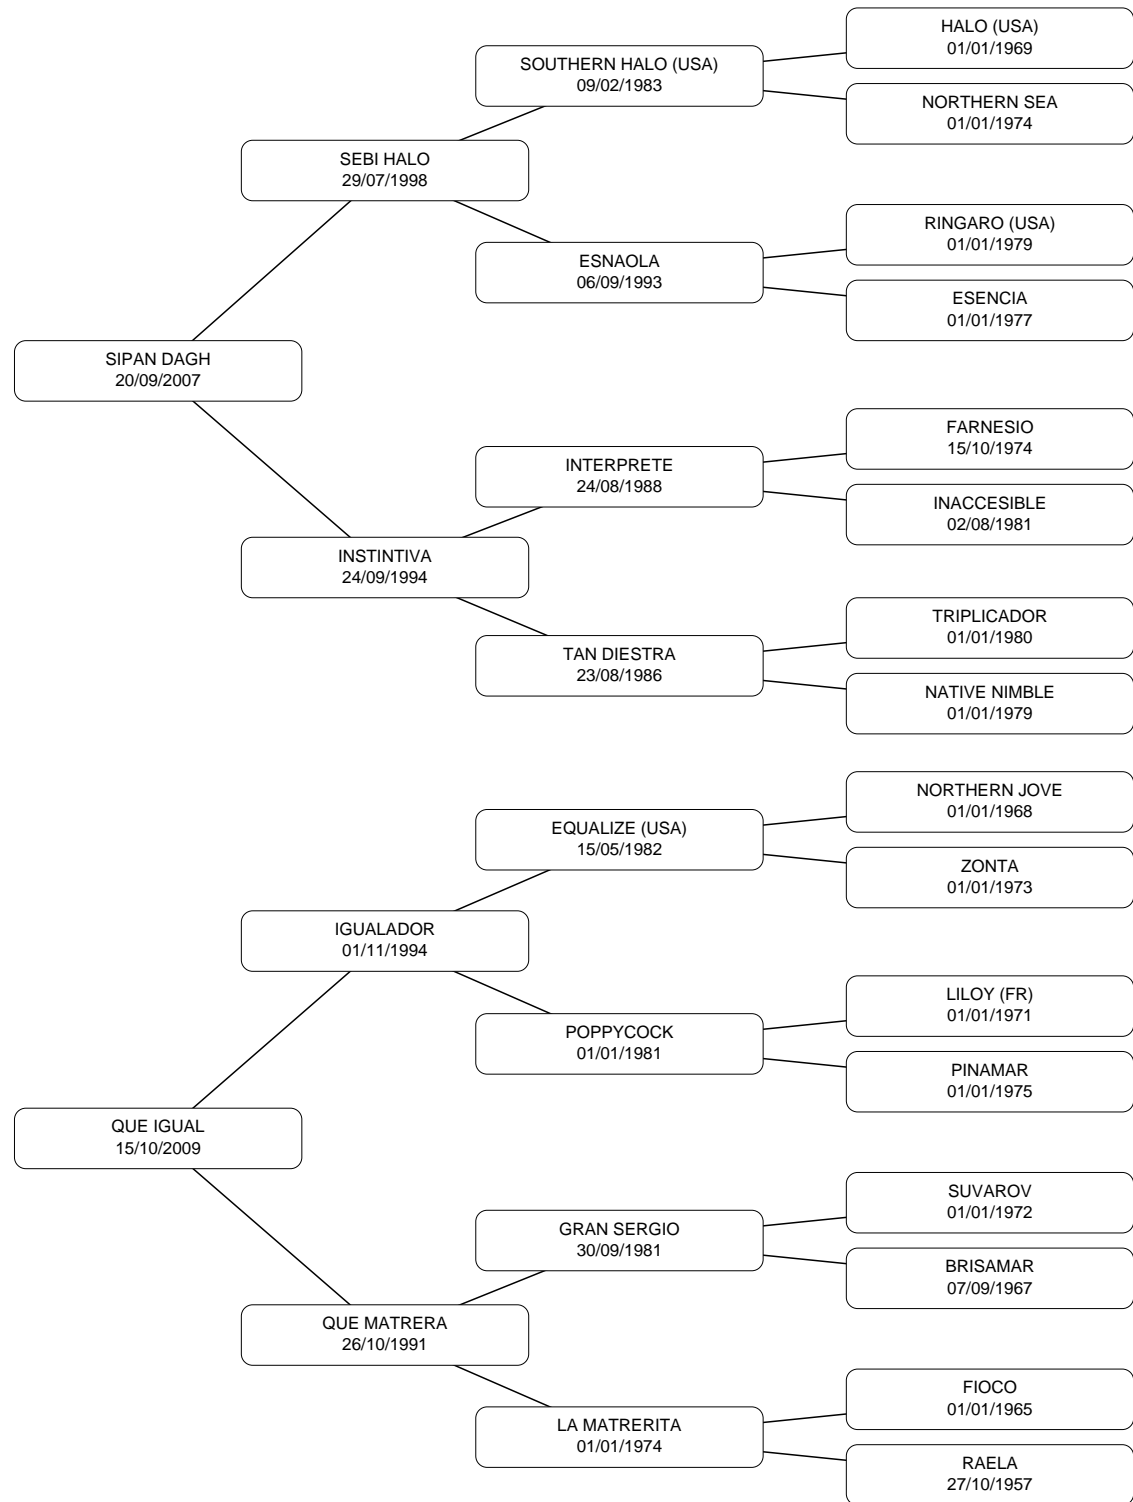 HALO (USA)
01/01/1969
SOUTHERN HALO (USA)
09/02/1983
NORTHERN SEA
01/01/1974
SEBI HALO
29/07/1998
RINGARO (USA)
01/01/1979
ESNAOLA
06/09/1993
ESENCIA
01/01/1977
SIPAN DAGH
20/09/2007
FARNESIO
15/10/1974
INTERPRETE
24/08/1988
INACCESIBLE
02/08/1981
INSTINTIVA
24/09/1994
TRIPLICADOR
01/01/1980
TAN DIESTRA
23/08/1986
NATIVE NIMBLE
01/01/1979
NORTHERN JOVE
01/01/1968
EQUALIZE (USA)
15/05/1982
ZONTA
01/01/1973
IGUALADOR
01/11/1994
LILOY (FR)
01/01/1971
POPPYCOCK
01/01/1981
PINAMAR
01/01/1975
QUE IGUAL
15/10/2009
SUVAROV
01/01/1972
GRAN SERGIO
30/09/1981
BRISAMAR
07/09/1967
QUE MATRERA
26/10/1991
FIOCO
01/01/1965
LA MATRERITA
01/01/1974
RAELA
27/10/1957